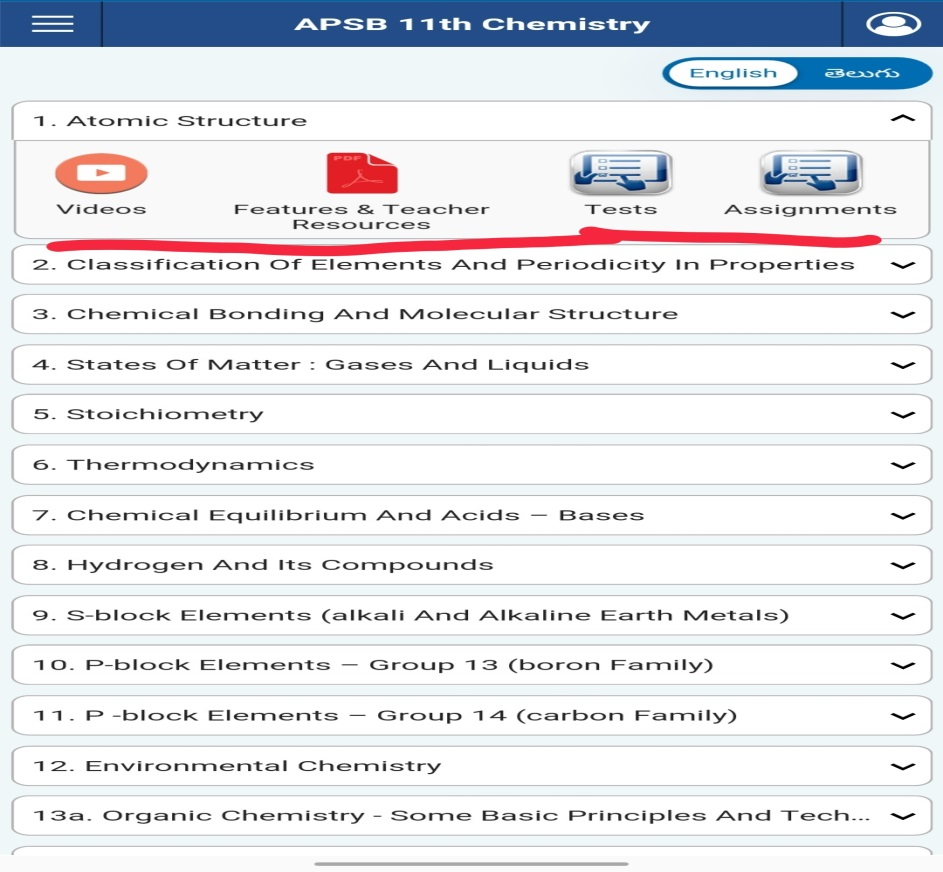 APSB 11th Chemistry
English తెలుగు
1. Atomic Structure
PDF
Videos Features & Teacher Resources Tests Assignments
2. Classification Of Elements And Periodicity In Properties
3. Chemical Bonding And Molecular Structure
4. States Of Matter : Gases And Liquids
5. Stoichiometry
6. Thermodynamics
7. Chemical Equilibrium And Acids – Bases
8. Hydrogen And Its Compounds
9. S-block Elements (alkali And Alkaline Earth Metals)
10. P-block Elements – Group 13 (boron Family)
11. P -block Elements – Group 14 (carbon Family)
12. Environmental Chemistry
13a. Organic Chemistry - Some Basic Principles And Tech...